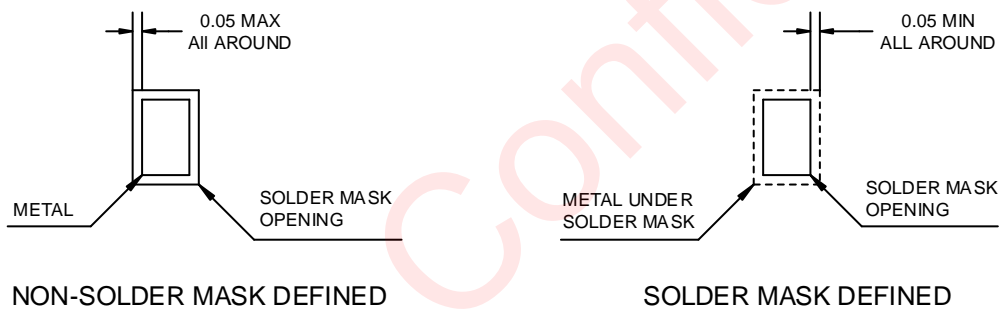 0.05 MAX
All AROUND
METAL
SOLDER MASK
OPENING
NON-SOLDER MASK DEFINED
0.05 MIN
ALL AROUND
METAL UNDER
SOLDER MASK
SOLDER MASK
OPENING
SOLDER MASK DEFINED